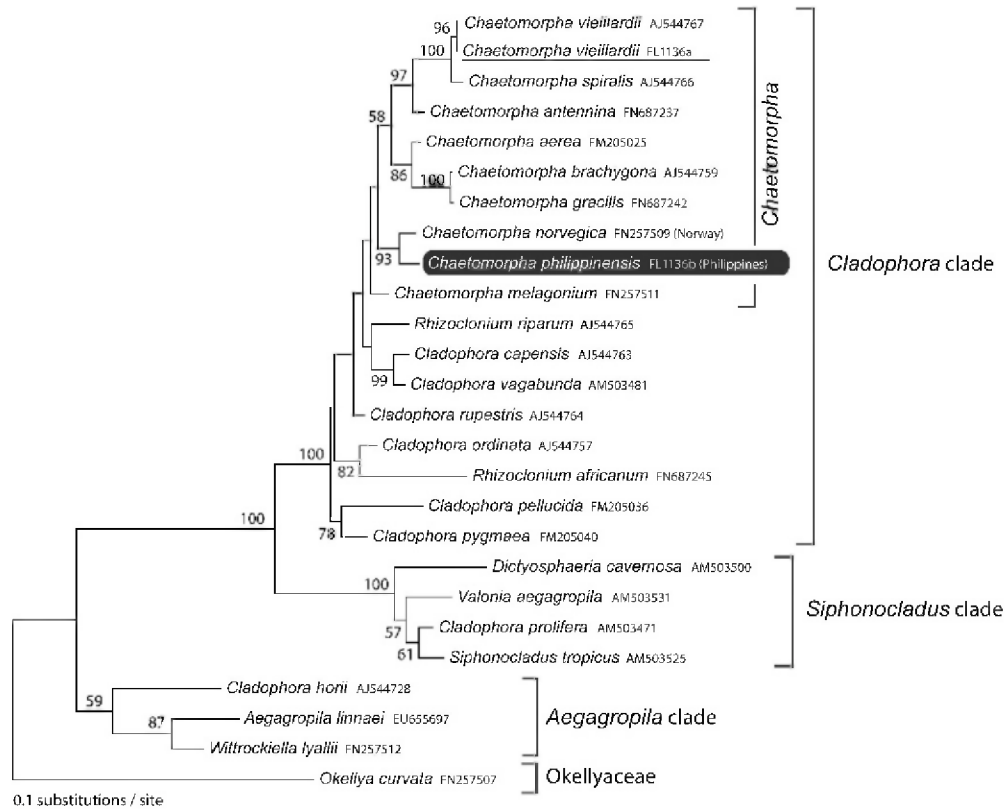 Chaetomorpha vieillardii AJ544767
96
Chaetomorpha vieillardii FL1136a
100
Chaetomorpha spiralis AJ544766
97
Chaetomorpha antennina FN687237
58
Chaetomorpha aerea FM205025
86
100
Chaetomorpha brachygona AJ544759
Chaetomorpha gracilis FN687242
Chaetomorpha norvegica FN257509 (Norway)
93
Chaetomorpha philippinensis FL1136b (Philippines)
Chaetomorpha melagonium FN257511
Chaetomorpha
Cladophora clade
Rhizoclonium riparum AJ544765
Cladophora capensis AJ544763
99
Cladophora vagabunda AM503481
Cladophora rupestris AJ544764
Cladophora ordinata AJ544757
100
82
Rhizoclonium africanum FN687245
Cladophora pellucida FM205036
78
Cladophora pygmaea FM205040
100
Dictyosphaeria cavernosa AM503500
100
Valonia aegagropila AM503531
57
Cladophora prolifera AM503471
61
Siphonocladus tropicus AM503525
Siphonocladus clade
Cladophora horii AJ544728
59
87
Aegagropila linnaei EU655697
Wittrockiella lyallii FN257512
Aegagropila clade
Okellya curvata FN257507
Okellyaceae
0.1 substitutions / site